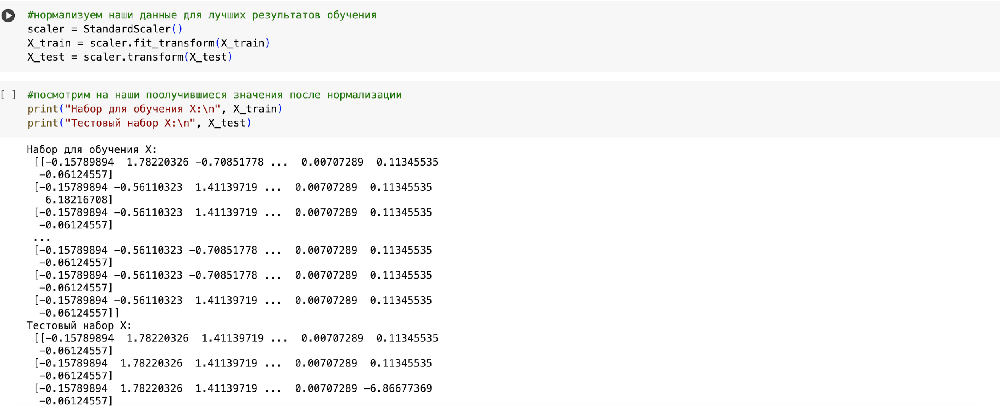 #нормализуем наши данные для лучших результатов обучения
scaler = StandardScaler()
X_train = scaler.fit_transform(X_train)
X_test = scaler.transform(X_test)
[ ] #посмотрим на наши поолучившиеся значения после нормализации
print("Набор для обучения X:\n", X_train)
print("Тестовый набор X:\n", X_test)
Набор для обучения X:
[[-0.15789894 1.78220326 -0.70851778 ... 0.00707289 0.11345535
-0.06124557]
[-0.15789894 -0.56110323 1.41139719 ... 0.00707289 0.11345535
6.18216708]
[-0.15789894 -0.56110323 1.41139719 ... 0.00707289 0.11345535
-0.06124557]
...
[-0.15789894 -0.56110323 -0.70851778 ... 0.00707289 0.11345535
-0.06124557]
[-0.15789894 -0.56110323 -0.70851778 ... 0.00707289 0.11345535
-0.06124557]
[-0.15789894 -0.56110323 1.41139719 ... 0.00707289 0.11345535
-0.06124557]]
Тестовый набор X:
[[-0.15789894 1.78220326 1.41139719 ... 0.00707289 0.11345535
-0.06124557]
[-0.15789894 1.78220326 1.41139719 ... 0.00707289 0.11345535
-0.06124557]
[-0.15789894 1.78220326 1.41139719 ... 0.00707289 -6.86677369
-0.06124557]